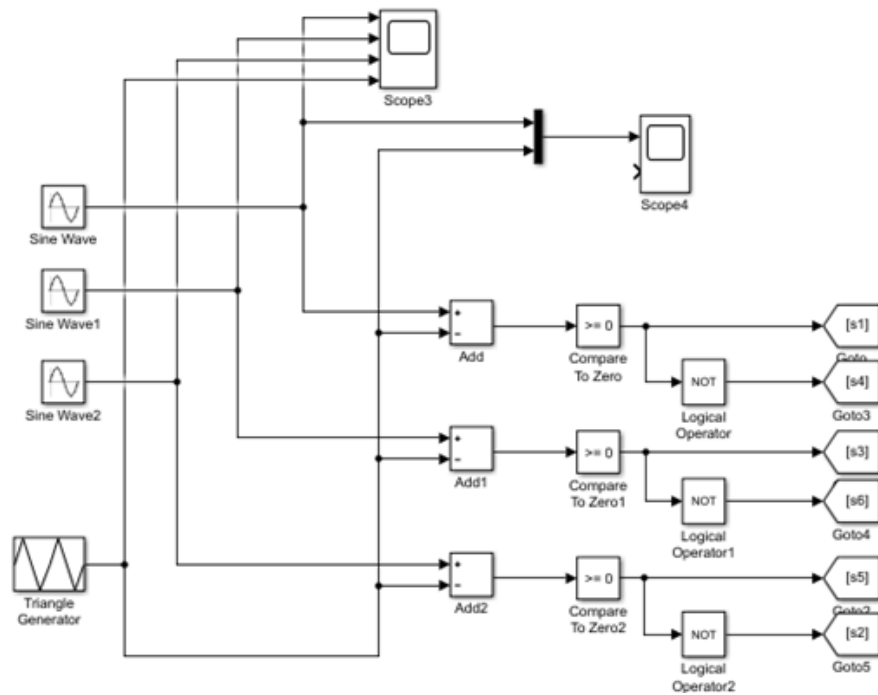 Scope3
Scope4
Sine Wave
Sine Wave1
Sine Wave2
Triangle
Generator
+
−
Add
>= 0
Compare
To Zero
[s1]
Goto
NOT
Logical
Operator
[s4]
Goto3
+
−
Add1
>= 0
Compare
To Zero1
[s3]
NOT
Logical
Operator1
[s6]
Goto4
+
−
Add2
>= 0
Compare
To Zero2
[s5]
Goto2
NOT
Logical
Operator2
[s2]
Goto5